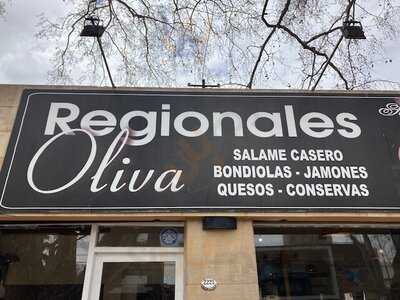 Regionales
Oliva
SALAME CASERO
BONDIOLAS - JAMONES
QUESOS - CONSERVAS